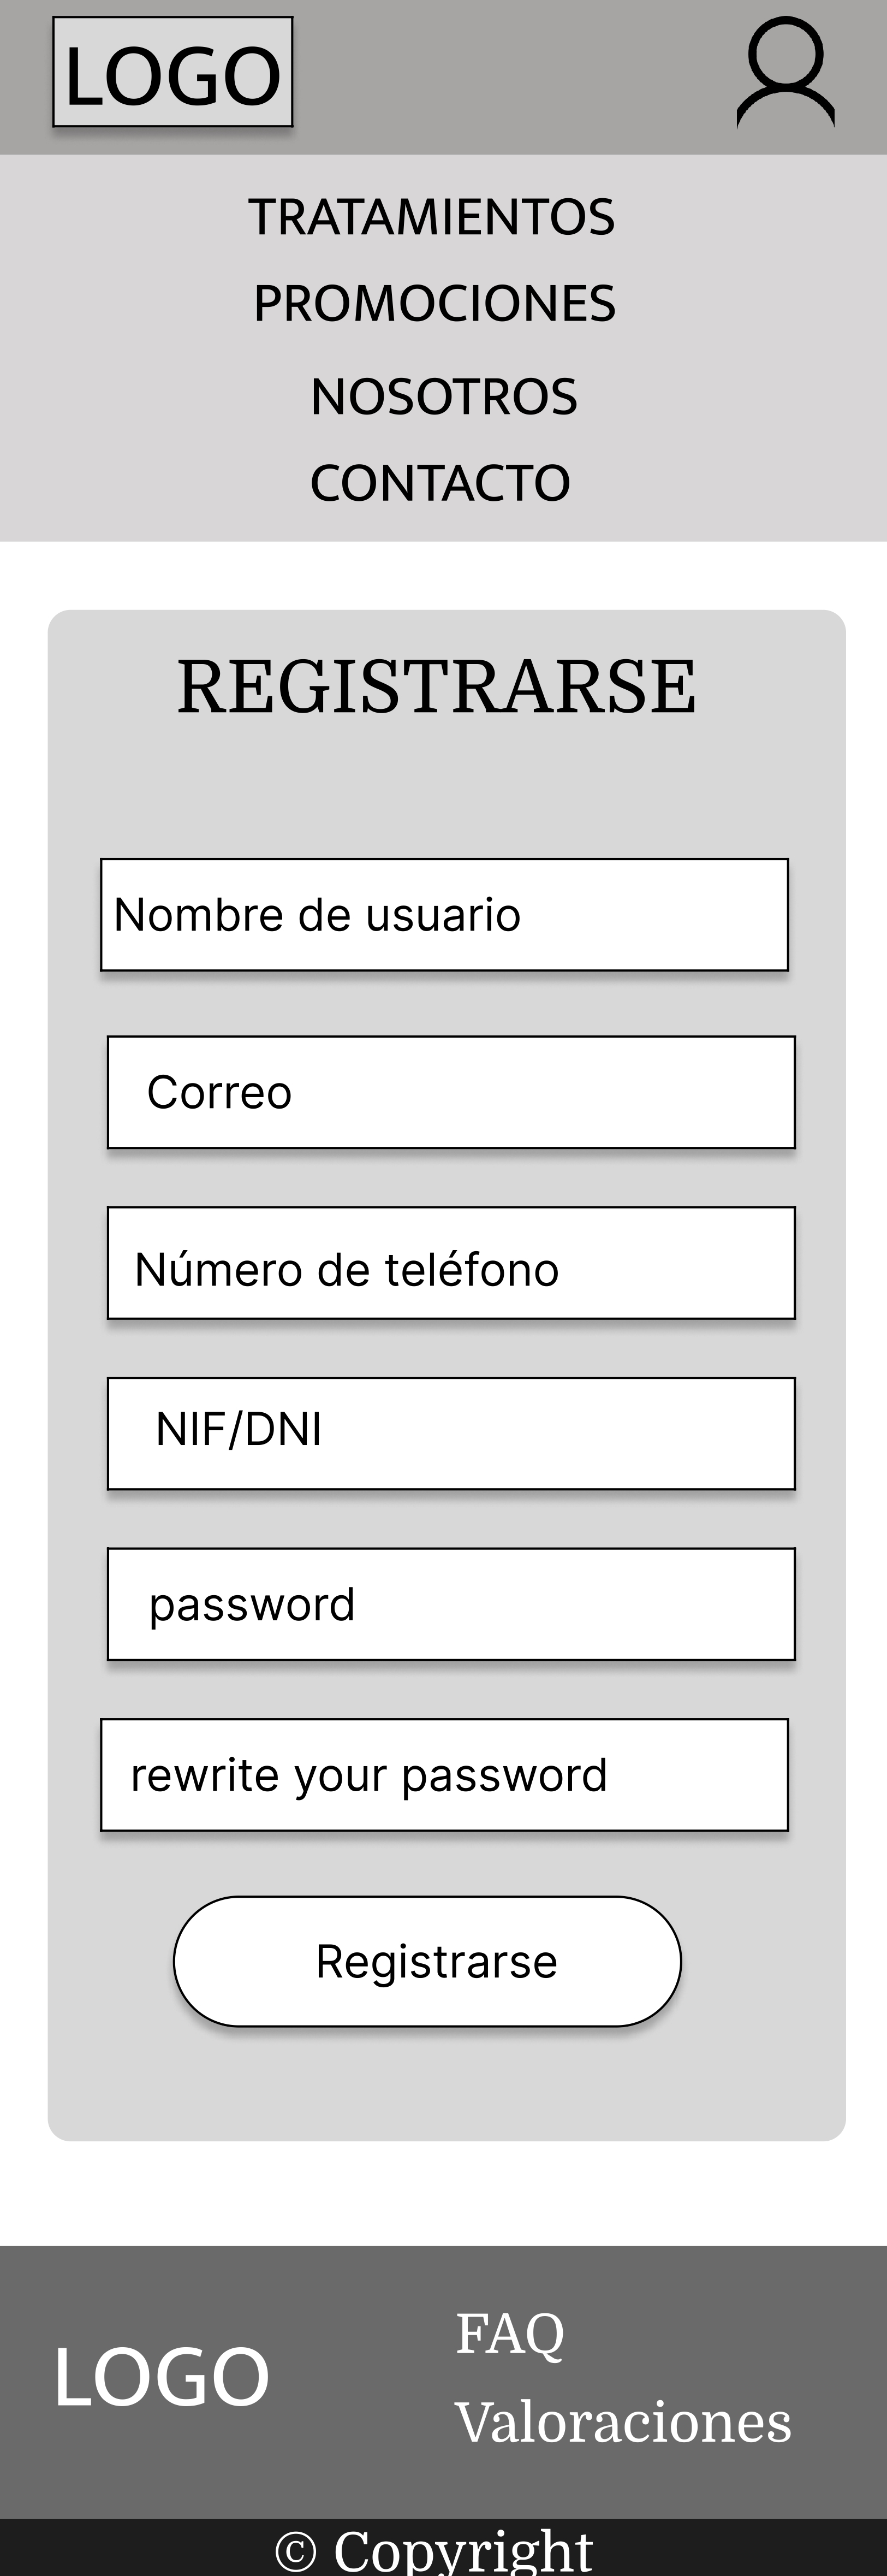 LOGO
TRATAMIENTOS
PROMOCIONES
NOSOTROS
CONTACTO
REGISTRARSE
Nombre de usuario
Correo
Número de teléfono
NIF/DNI
password
rewrite your password
Registrarse
LOGO
FAQ
Valoraciones
© Copyright